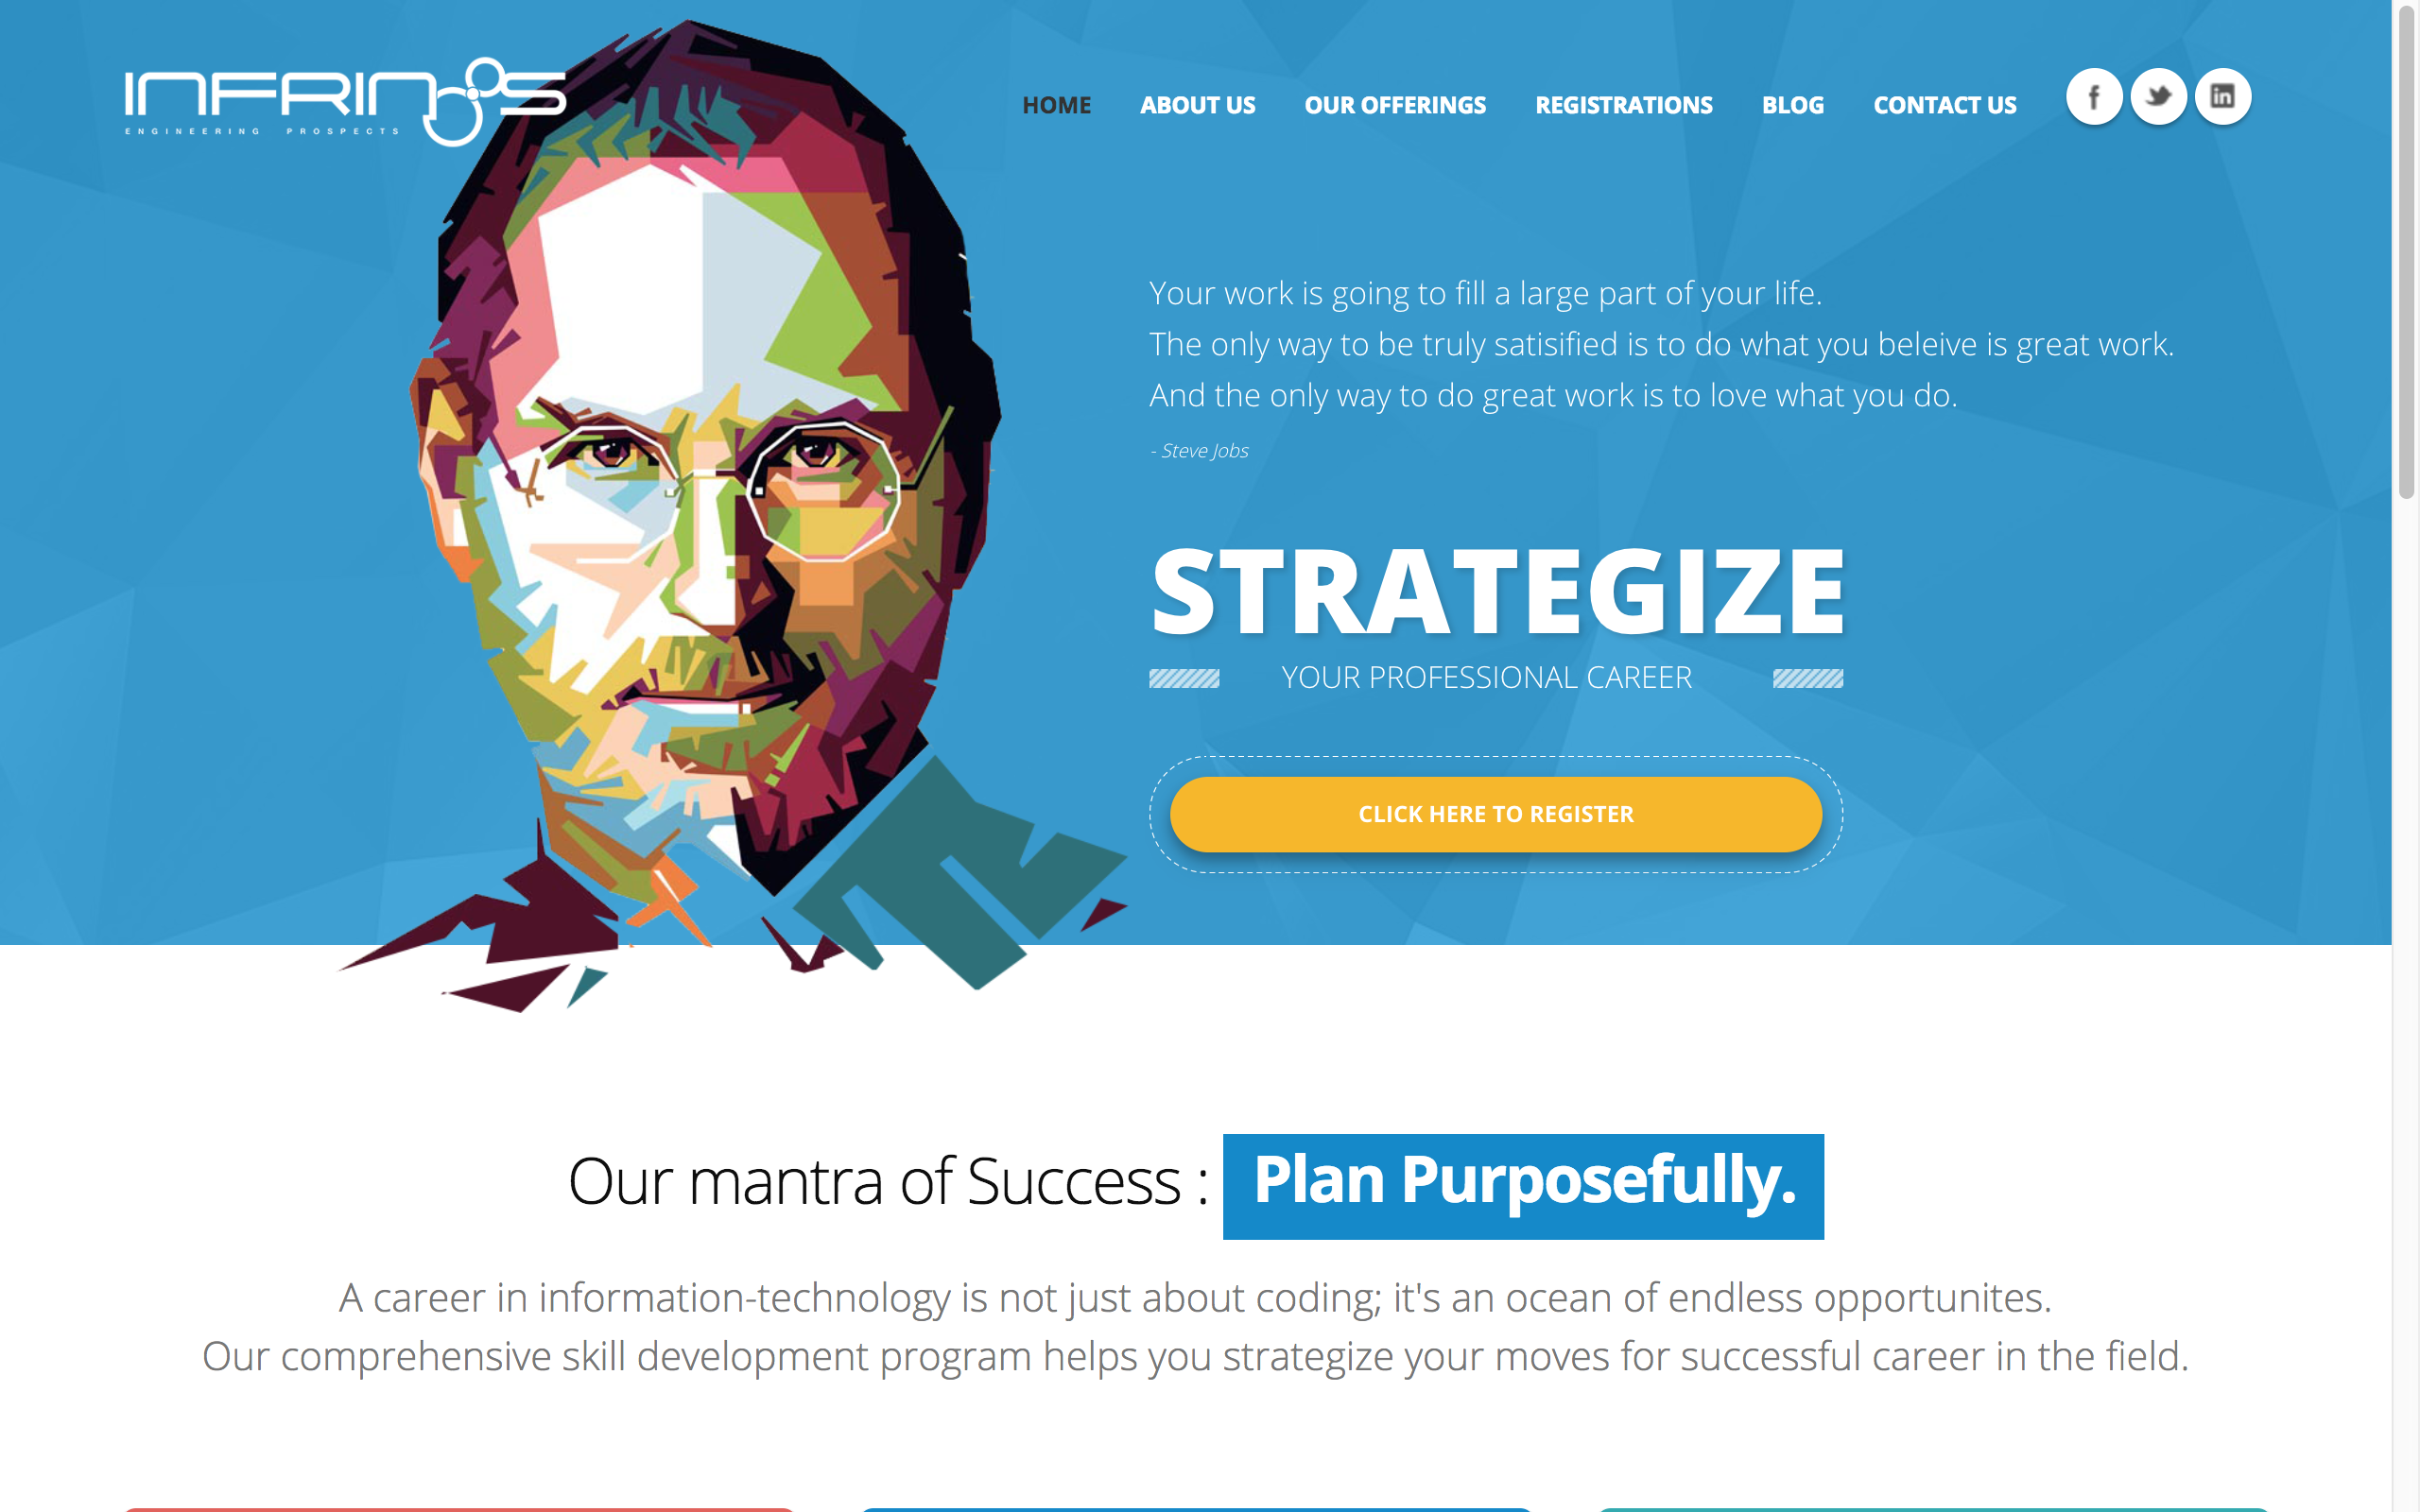 INFRINGOS
ENGINEERING PROSPECTS
HOME ABOUT US OUR OFFERINGS REGISTRATIONS BLOG CONTACT US
Your work is going to fill a large part of your life.
The only way to be truly satisified is to do what you beleive is great work.
And the only way to do great work is to love what you do.
- Steve Jobs
STRATEGIZE
YOUR PROFESSIONAL CAREER
CLICK HERE TO REGISTER
Our mantra of Success : Plan Purposefully.
A career in information-technology is not just about coding; it's an ocean of endless opportunites.
Our comprehensive skill development program helps you strategize your moves for successful career in the field.